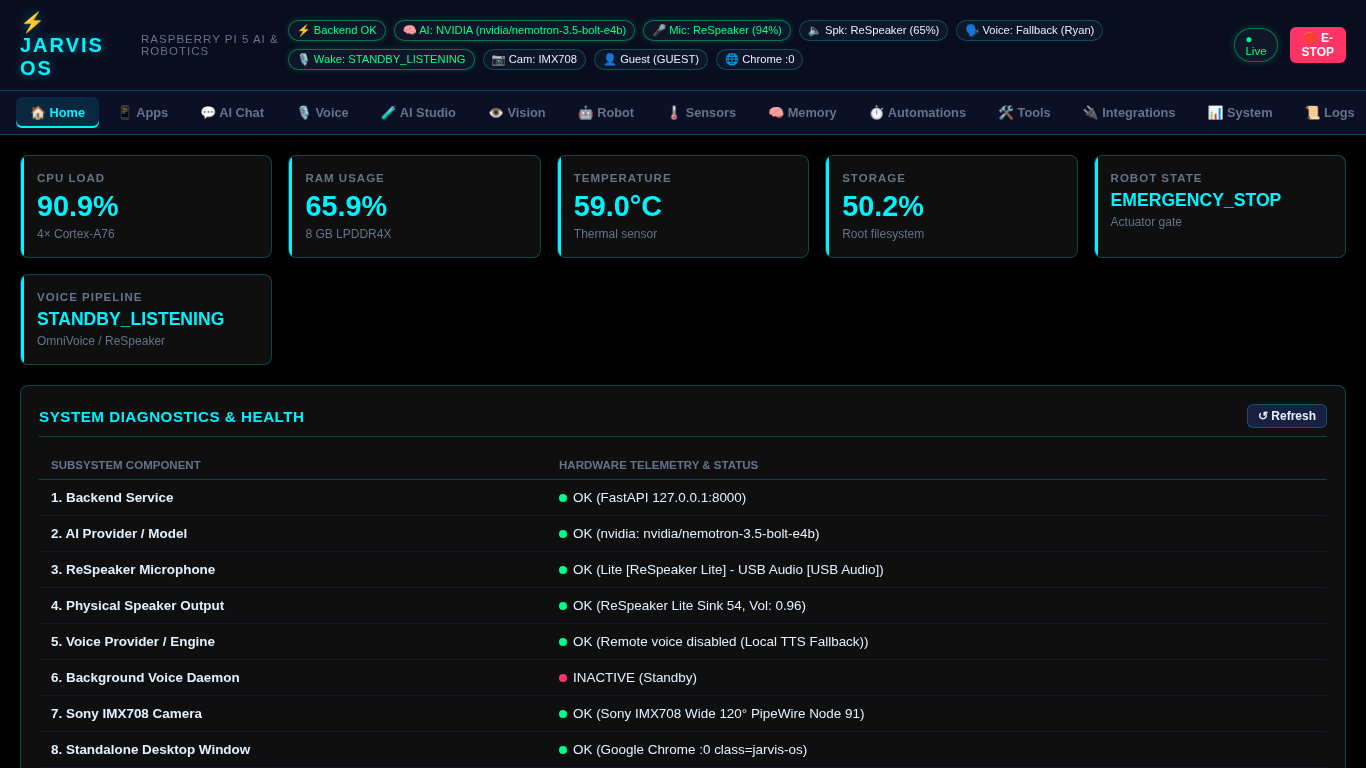 ⚡
JARVIS
OS
RASPBERRY PI 5 AI &
ROBOTICS
⚡ Backend OK
🧠 AI: NVIDIA (nvidia/nemotron-3.5-bolt-e4b)
🎤 Mic: ReSpeaker (94%)
🔈 Spk: ReSpeaker (65%)
🗣️ Voice: Fallback (Ryan)
🎙️ Wake: STANDBY_LISTENING
📷 Cam: IMX708
👤 Guest (GUEST)
🌐 Chrome :0
●
Live
🛑 E-
STOP
🏠 Home
📱 Apps
💬 AI Chat
🎙️ Voice
🧪 AI Studio
👁️ Vision
🤖 Robot
🌡️ Sensors
🧠 Memory
⏱️ Automations
🛠️ Tools
🔌 Integrations
📊 System
📜 Logs
CPU LOAD
90.9%
4× Cortex-A76
RAM USAGE
65.9%
8 GB LPDDR4X
TEMPERATURE
59.0°C
Thermal sensor
STORAGE
50.2%
Root filesystem
ROBOT STATE
EMERGENCY_STOP
Actuator gate
VOICE PIPELINE
STANDBY_LISTENING
OmniVoice / ReSpeaker
SYSTEM DIAGNOSTICS & HEALTH
↺ Refresh
SUBSYSTEM COMPONENT
HARDWARE TELEMETRY & STATUS
1. Backend Service
OK (FastAPI 127.0.0.1:8000)
2. AI Provider / Model
OK (nvidia: nvidia/nemotron-3.5-bolt-e4b)
3. ReSpeaker Microphone
OK (Lite [ReSpeaker Lite] - USB Audio [USB Audio])
4. Physical Speaker Output
OK (ReSpeaker Lite Sink 54, Vol: 0.96)
5. Voice Provider / Engine
OK (Remote voice disabled (Local TTS Fallback))
6. Background Voice Daemon
INACTIVE (Standby)
7. Sony IMX708 Camera
OK (Sony IMX708 Wide 120° PipeWire Node 91)
8. Standalone Desktop Window
OK (Google Chrome :0 class=jarvis-os)